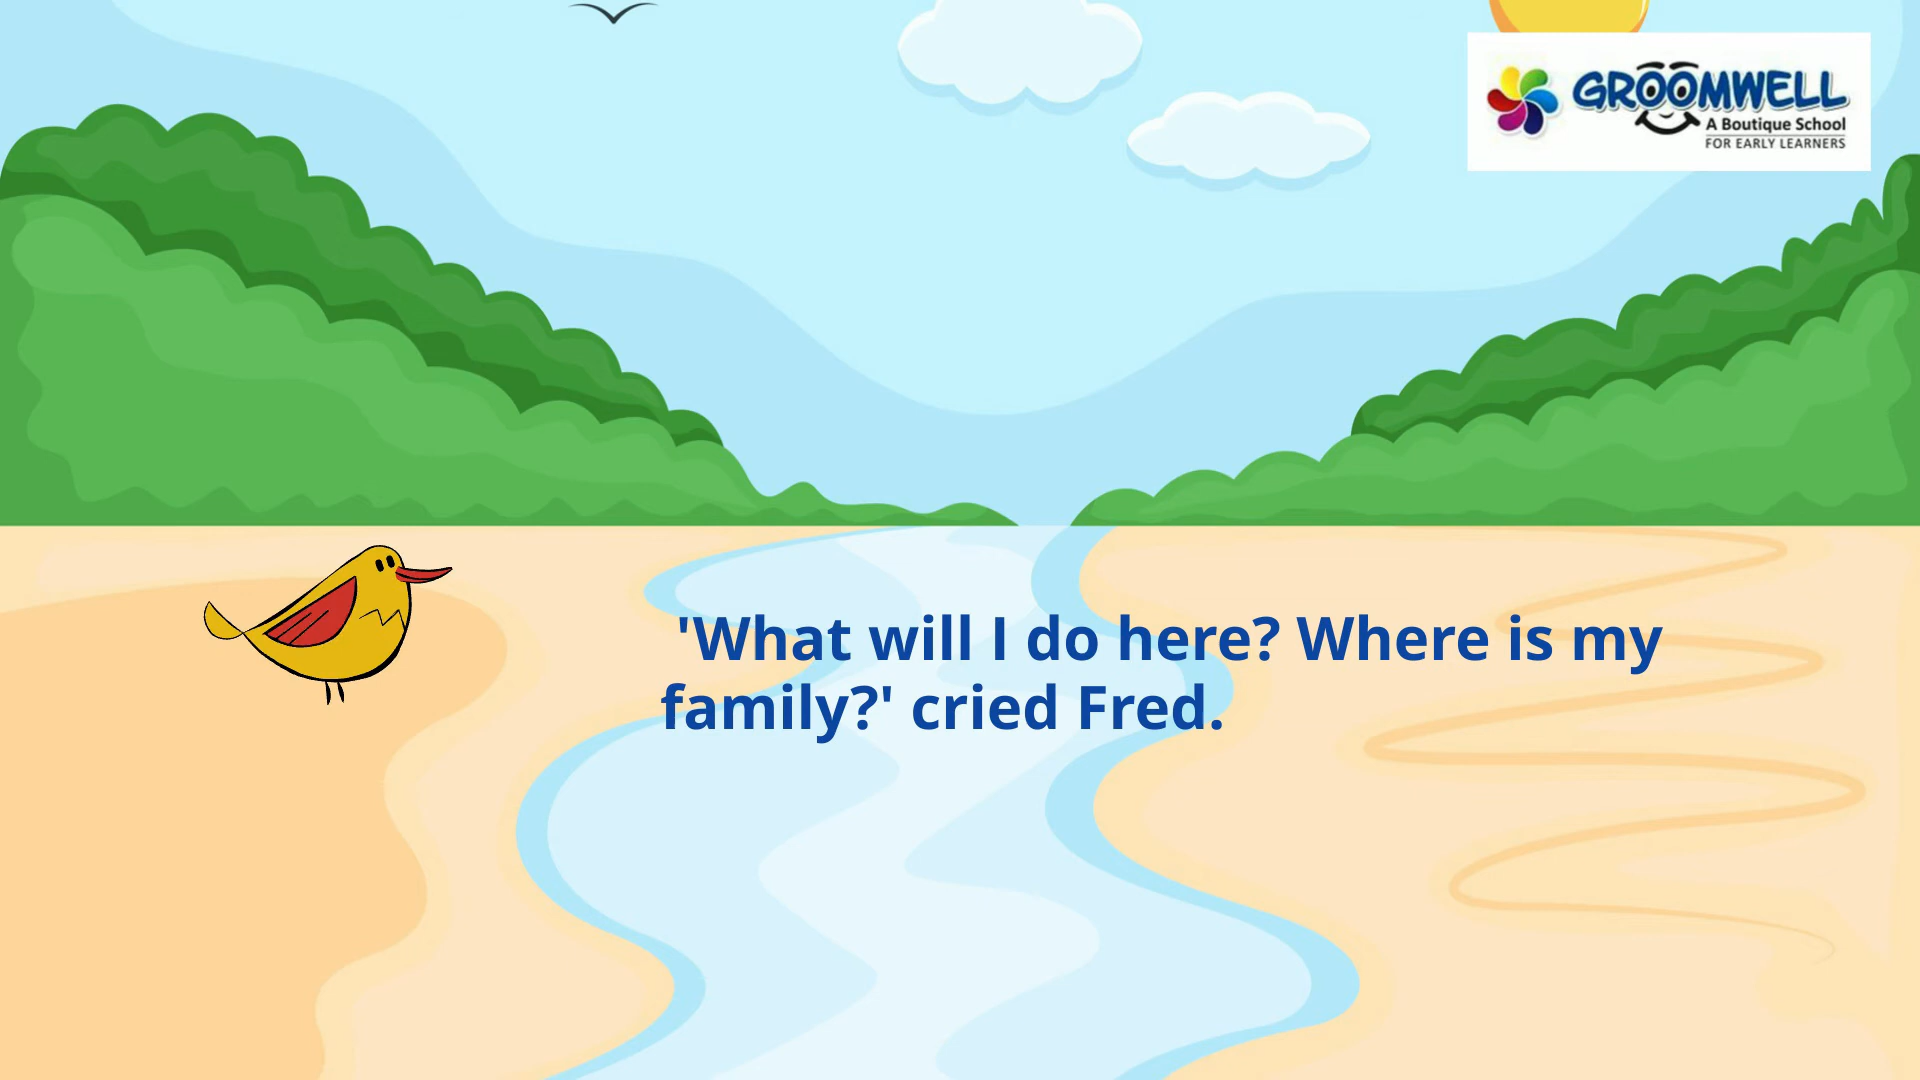 GROOMWELL
A Boutique School
FOR EARLY LEARNERS
'What will I do here? Where is my
family?' cried Fred.